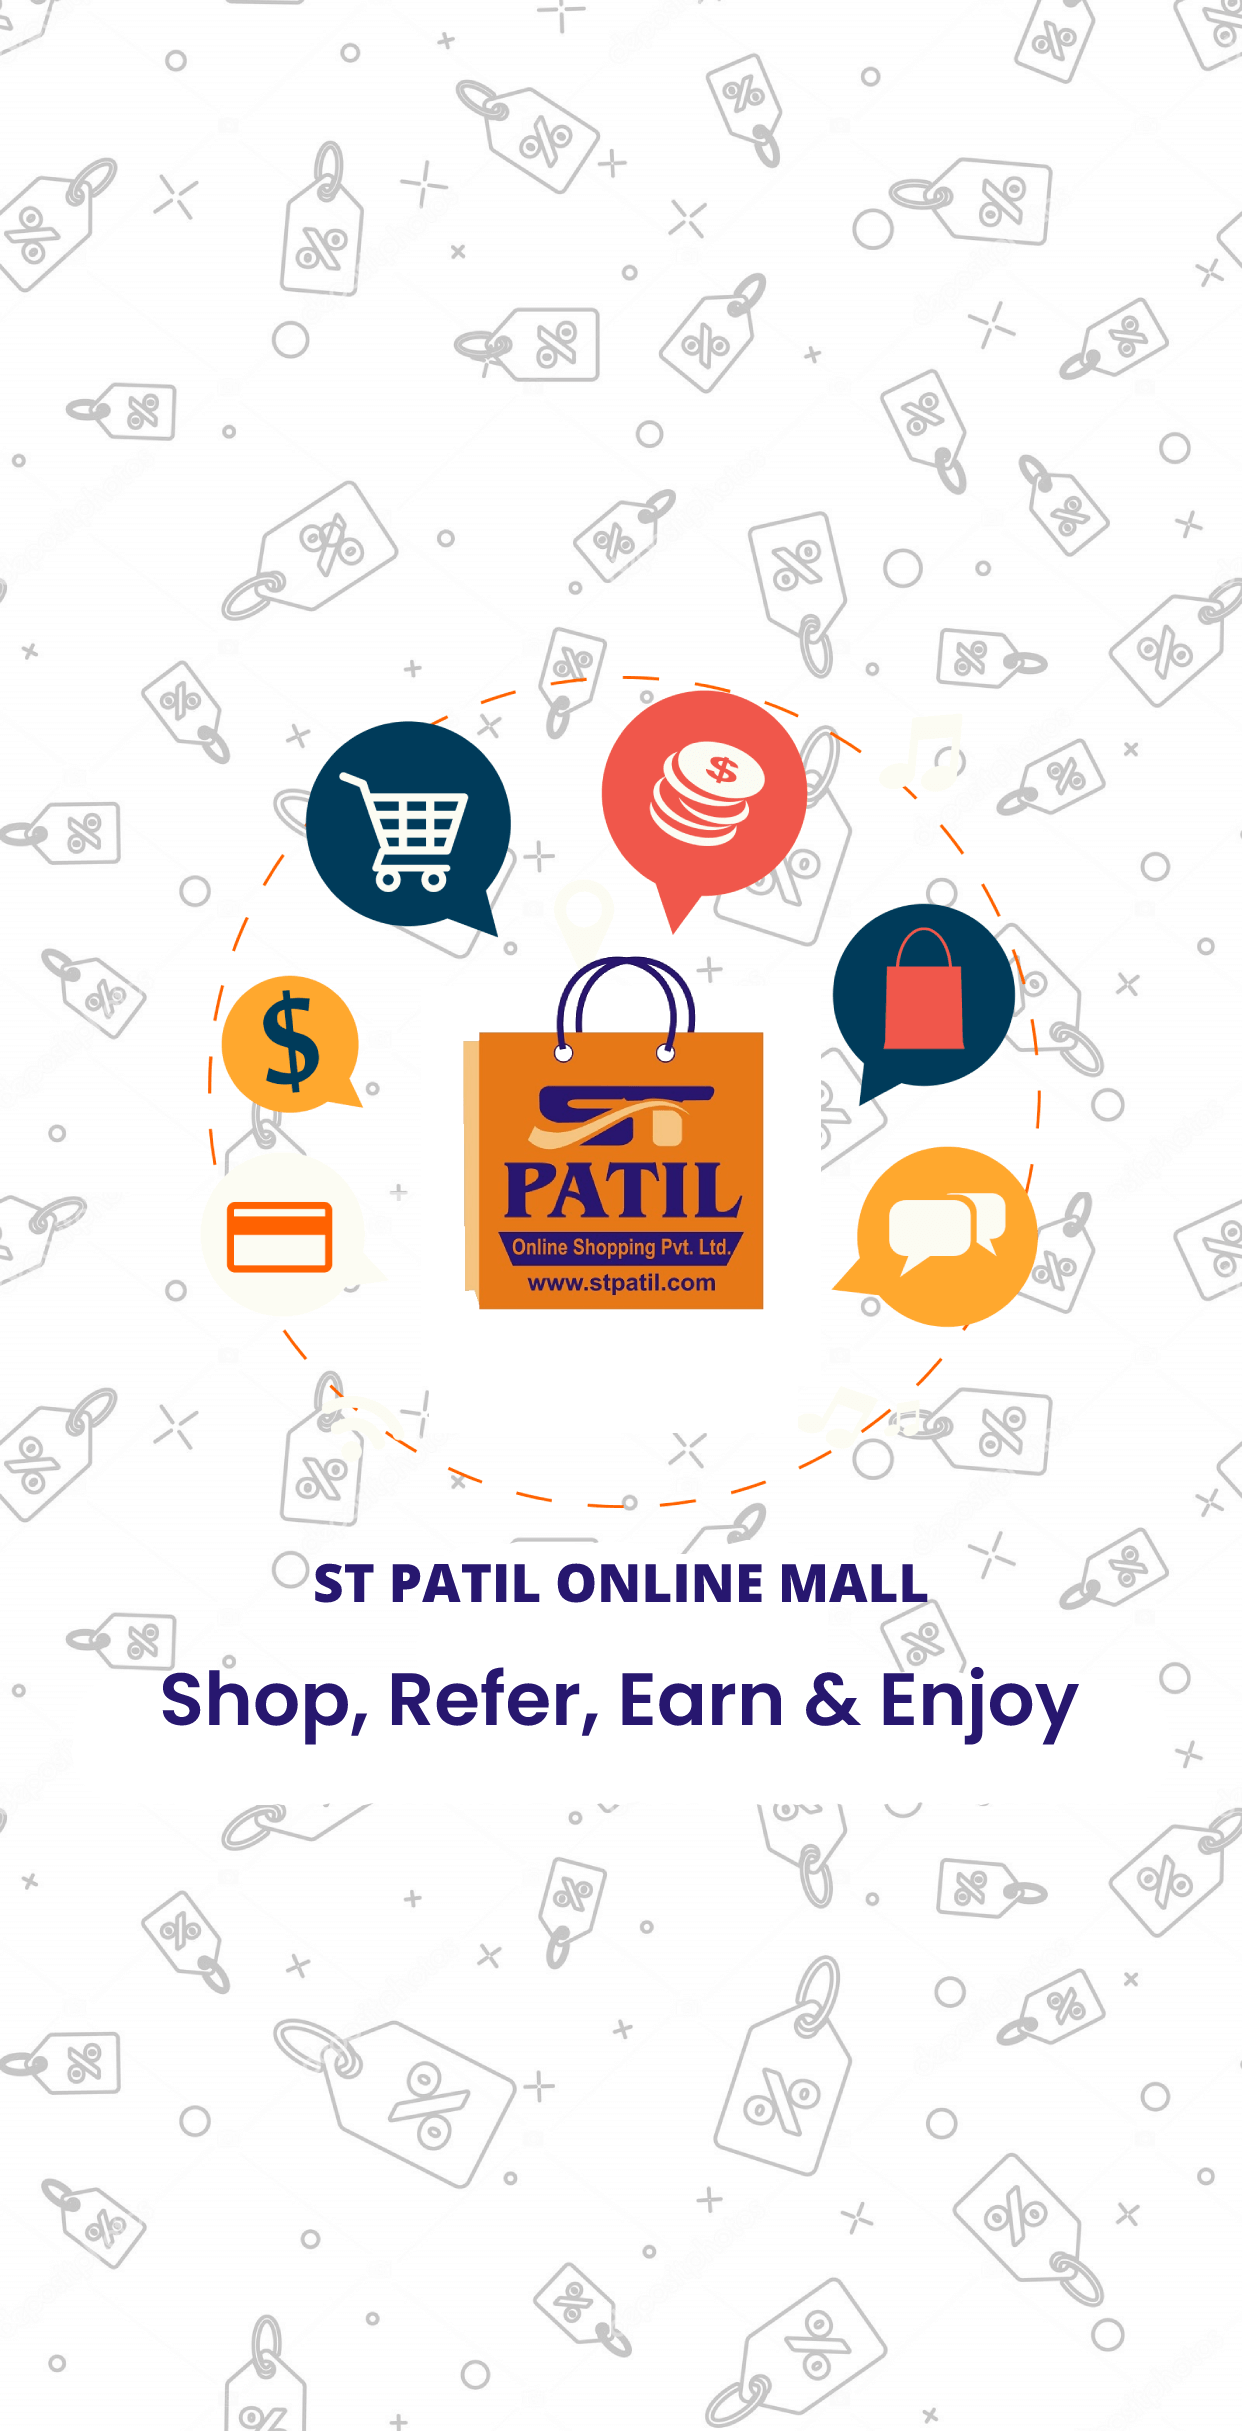 ST
PATIL
Online Shopping Pvt. Ltd.
www.stpatil.com
ST PATIL ONLINE MALL
Shop, Refer, Earn & Enjoy